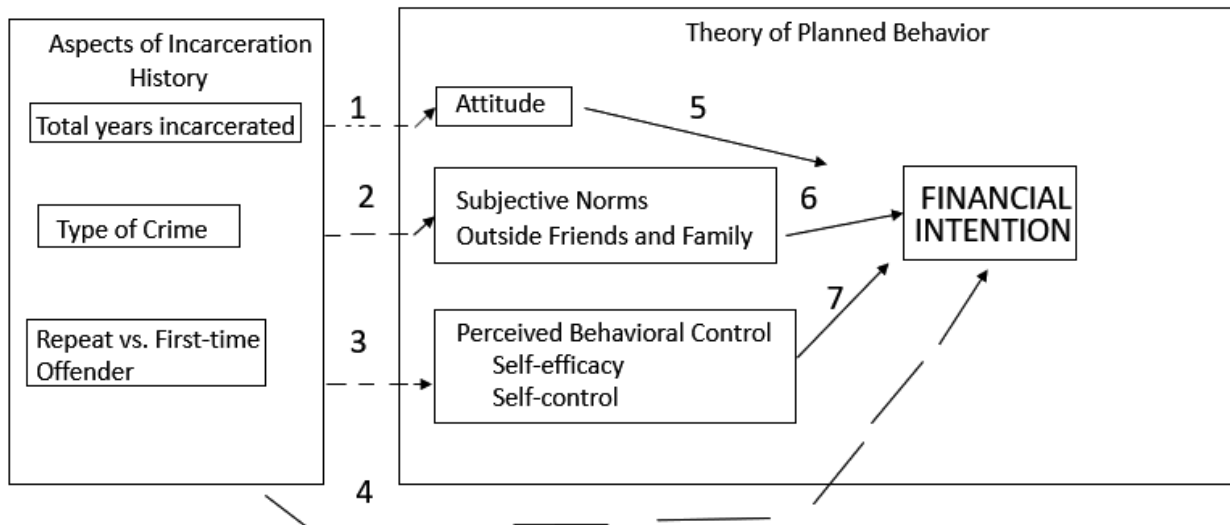 Aspects of Incarceration
History
Total years incarcerated
Type of Crime
Repeat vs. First-time
Offender
1
2
3
4
Theory of Planned Behavior
Attitude
Subjective Norms
Outside Friends and Family
Perceived Behavioral Control
Self-efficacy
Self-control
5
6
7
FINANCIAL
INTENTION